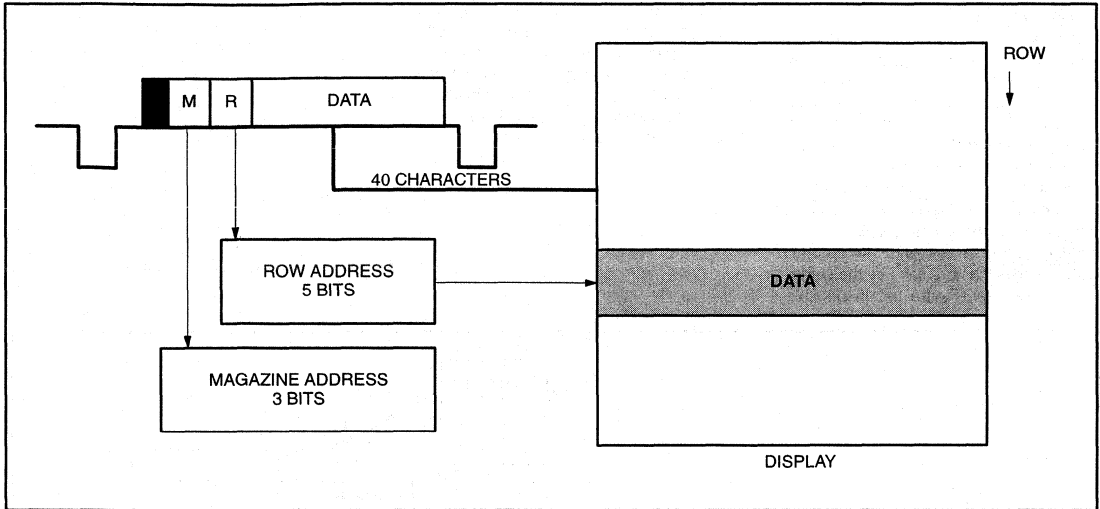 ROW
M
R
DATA
40 CHARACTERS
ROW ADDRESS
5 BITS
DATA
MAGAZINE ADDRESS
3 BITS
DISPLAY